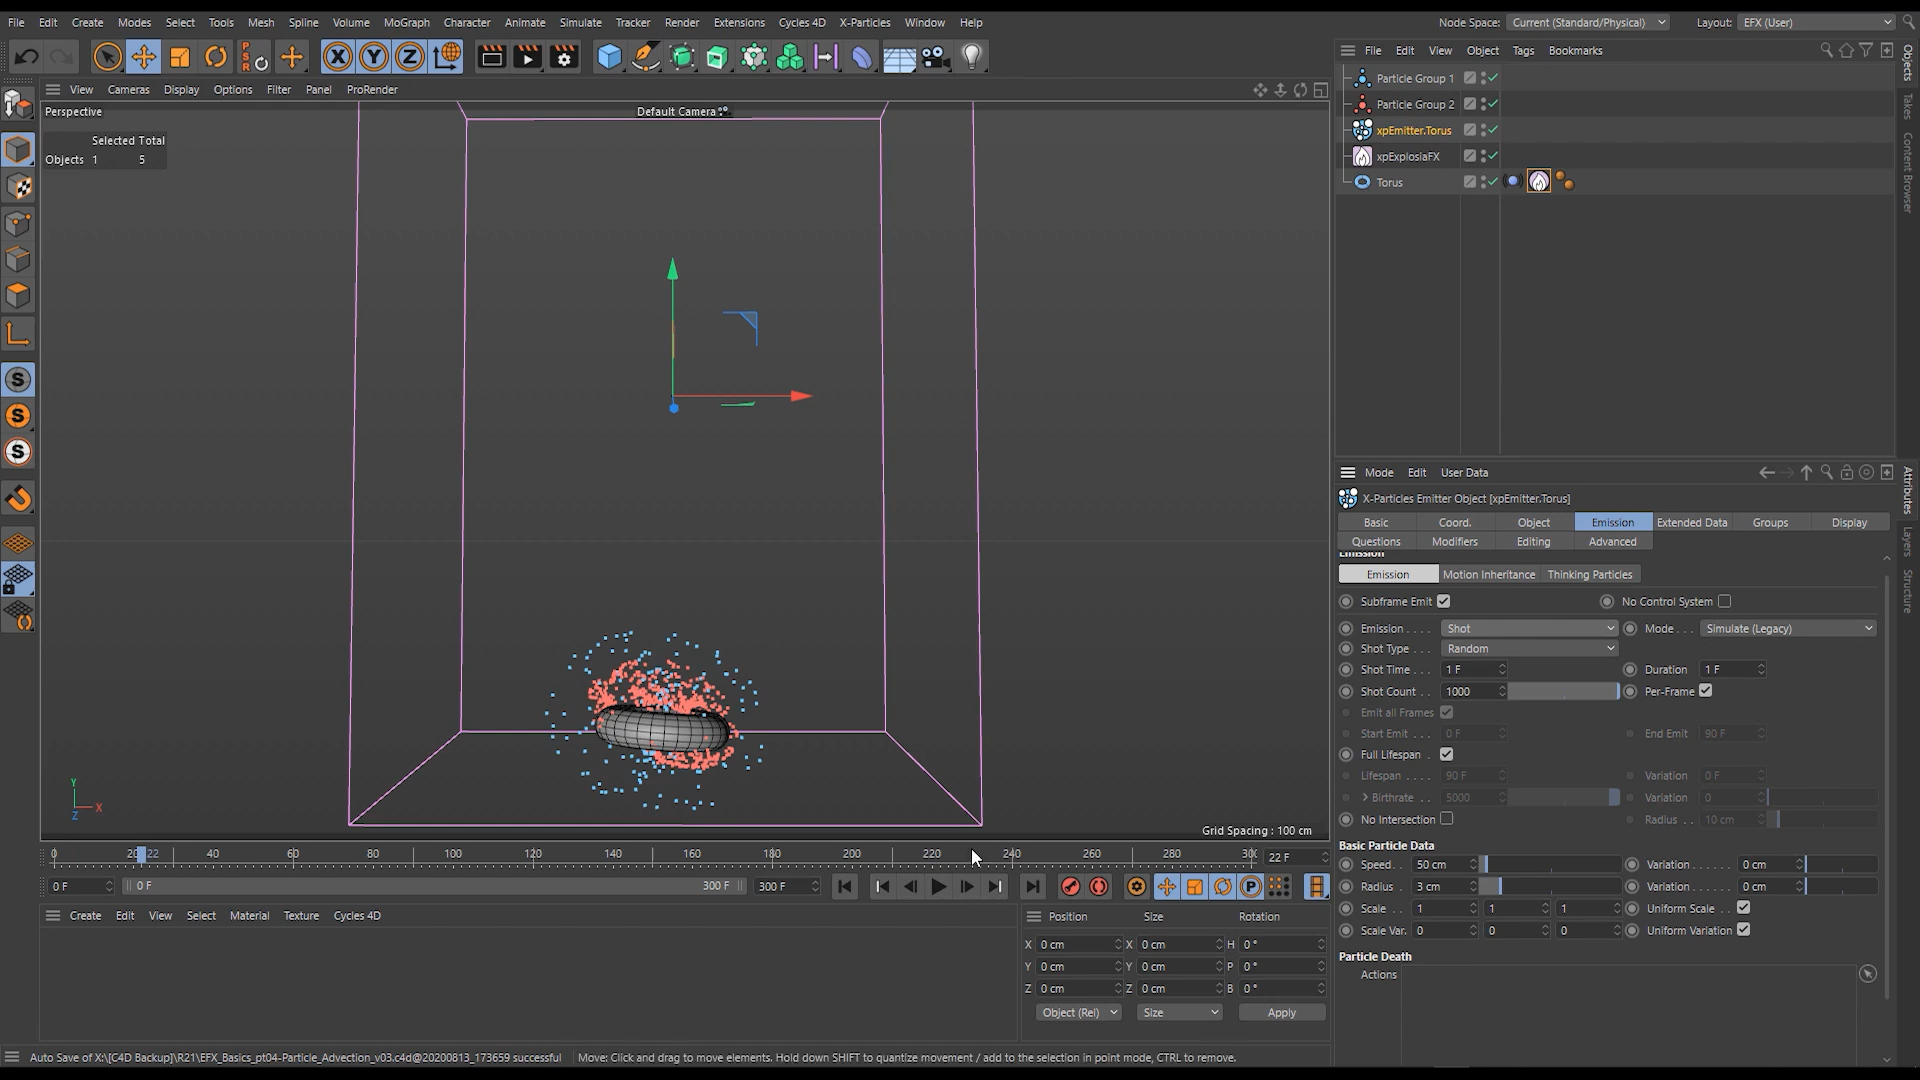 File Edit Create Modes Select Tools Mesh Spline Volume MoGraph Character Animate Simulate Tracker Render Extensions Cycles 4D X-Particles Window Help
Node Space: Current (Standard/Physical) Layout: EFX (User)
File Edit View Object Tags Bookmarks
View Cameras Display Options Filter Panel ProRender
Perspective
Default Camera
Selected Total
Objects 1 5
Particle Group 1
Particle Group 2
xpEmitter.Torus
xpExplosiaFX
Torus
Objects
Takes
Content Browser
Attributes
Layers
Structure
Mode Edit User Data
X-Particles Emitter Object [xpEmitter.Torus]
Basic Coord. Object Emission Extended Data Groups Display
Questions Modifiers Editing Advanced
Emission
Emission Motion Inheritance Thinking Particles
Subframe Emit No Control System
Emission . . . . Shot Mode . . . Simulate (Legacy)
Shot Type . . . Random
Shot Time . . . 1 F Duration 1 F
Shot Count . . 1000 Per-Frame
Emit all Frames
Start Emit . . . 0 F End Emit 90 F
Full Lifespan .
Lifespan . . . . 90 F Variation 0 F
> Birthrate . . 5000 Variation 0
No Intersection Radius . . 10 cm
Basic Particle Data
Speed . . 50 cm Variation . . . . . . 0 cm
Radius . 3 cm Variation . . . . . . 0 cm
Scale . . 1 1 1 Uniform Scale . .
Scale Var. 0 0 0 Uniform Variation
Particle Death
Actions
Y
X
Z
Grid Spacing : 100 cm
0 20 22 40 60 80 100 120 140 160 180 200 220 240 260 280 30 22 F
0 F 0 F 300 F 300 F
P
Create Edit View Select Material Texture Cycles 4D
Position Size Rotation
X 0 cm X 0 cm H 0 °
Y 0 cm Y 0 cm P 0 °
Z 0 cm Z 0 cm B 0 °
Object (Rel) Size Apply
Auto Save of X:\[C4D Backup]\R21\EFX_Basics_pt04-Particle_Advection_v03.c4d@20200813_173659 successful Move: Click and drag to move elements. Hold down SHIFT to quantize movement / add to the selection in point mode, CTRL to remove.